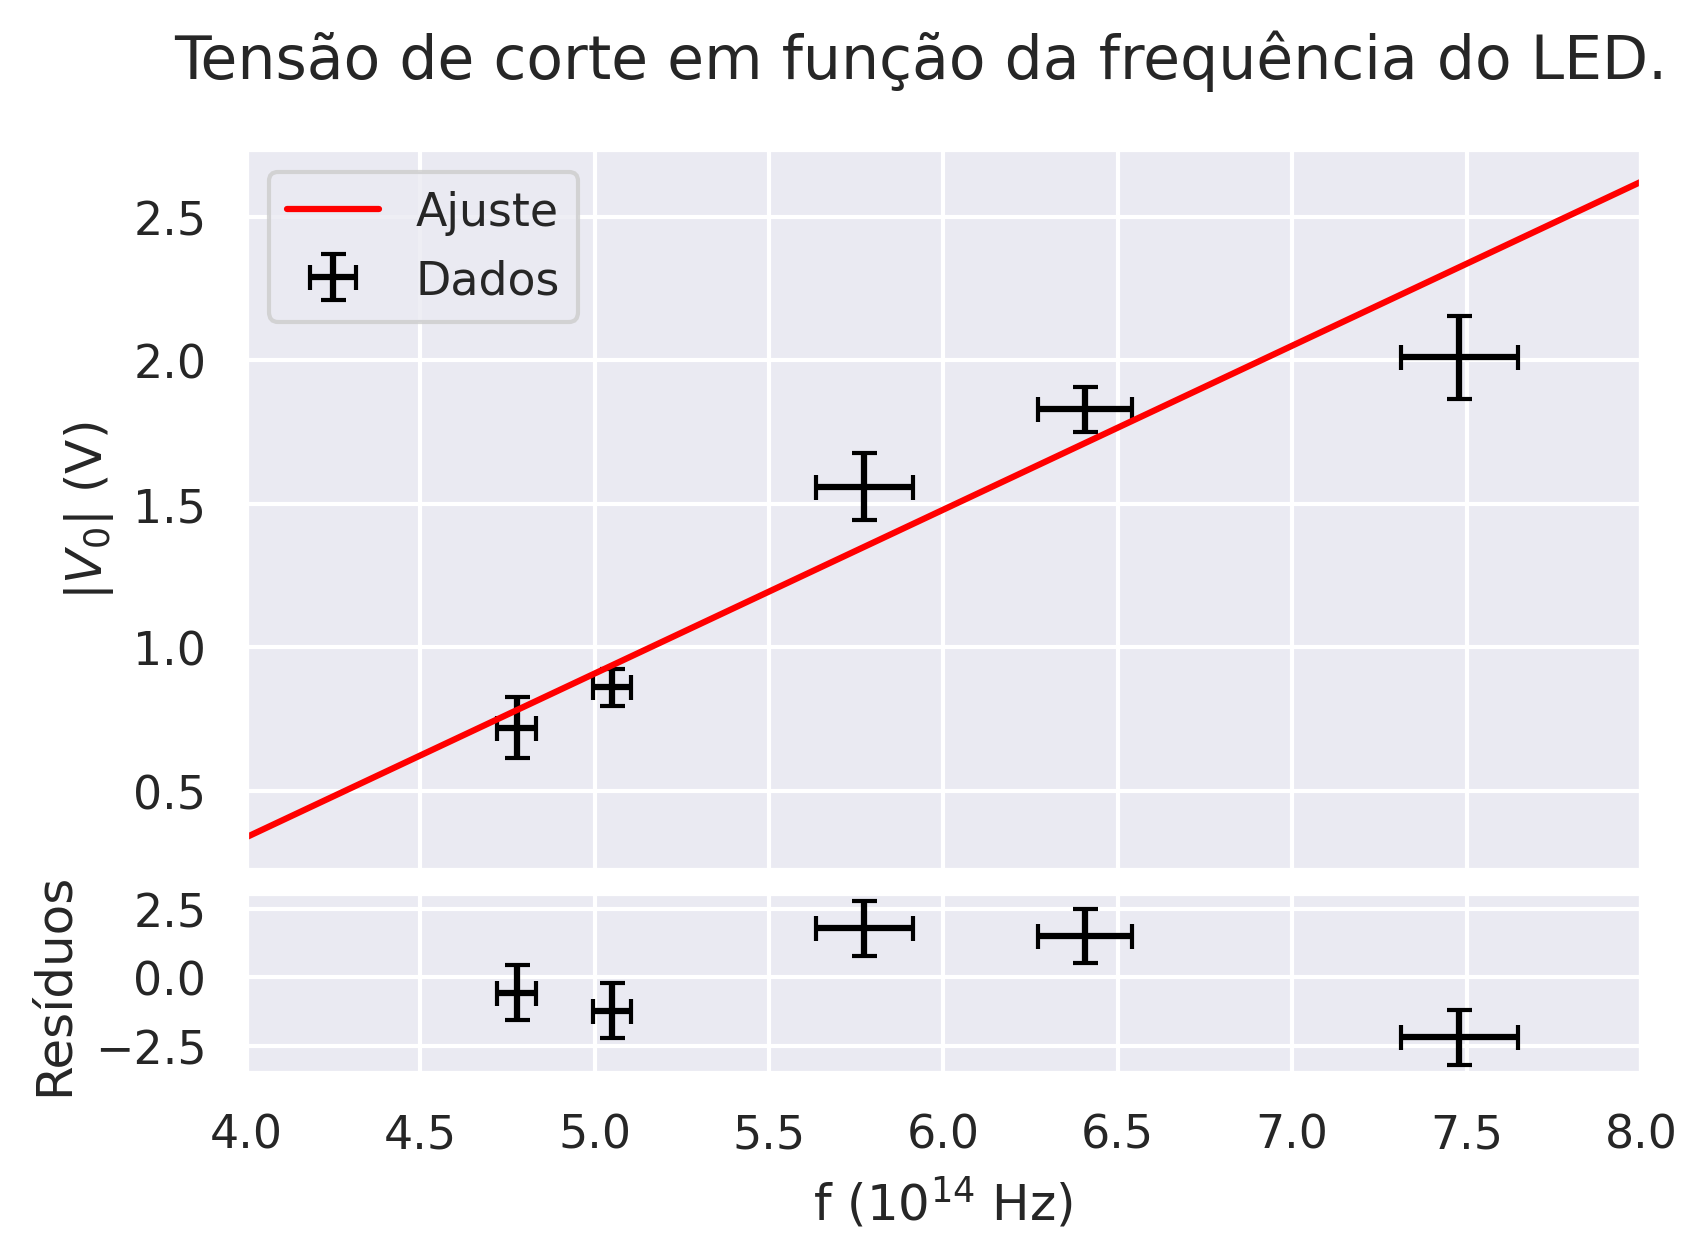 Tensão de corte em função da frequência do LED.
Ajuste
Dados
|V₀| (V)
2.5
2.0
1.5
1.0
0.5
Resíduos
2.5
0.0
−2.5
4.0 4.5 5.0 5.5 6.0 6.5 7.0 7.5 8.0
f (10¹⁴ Hz)